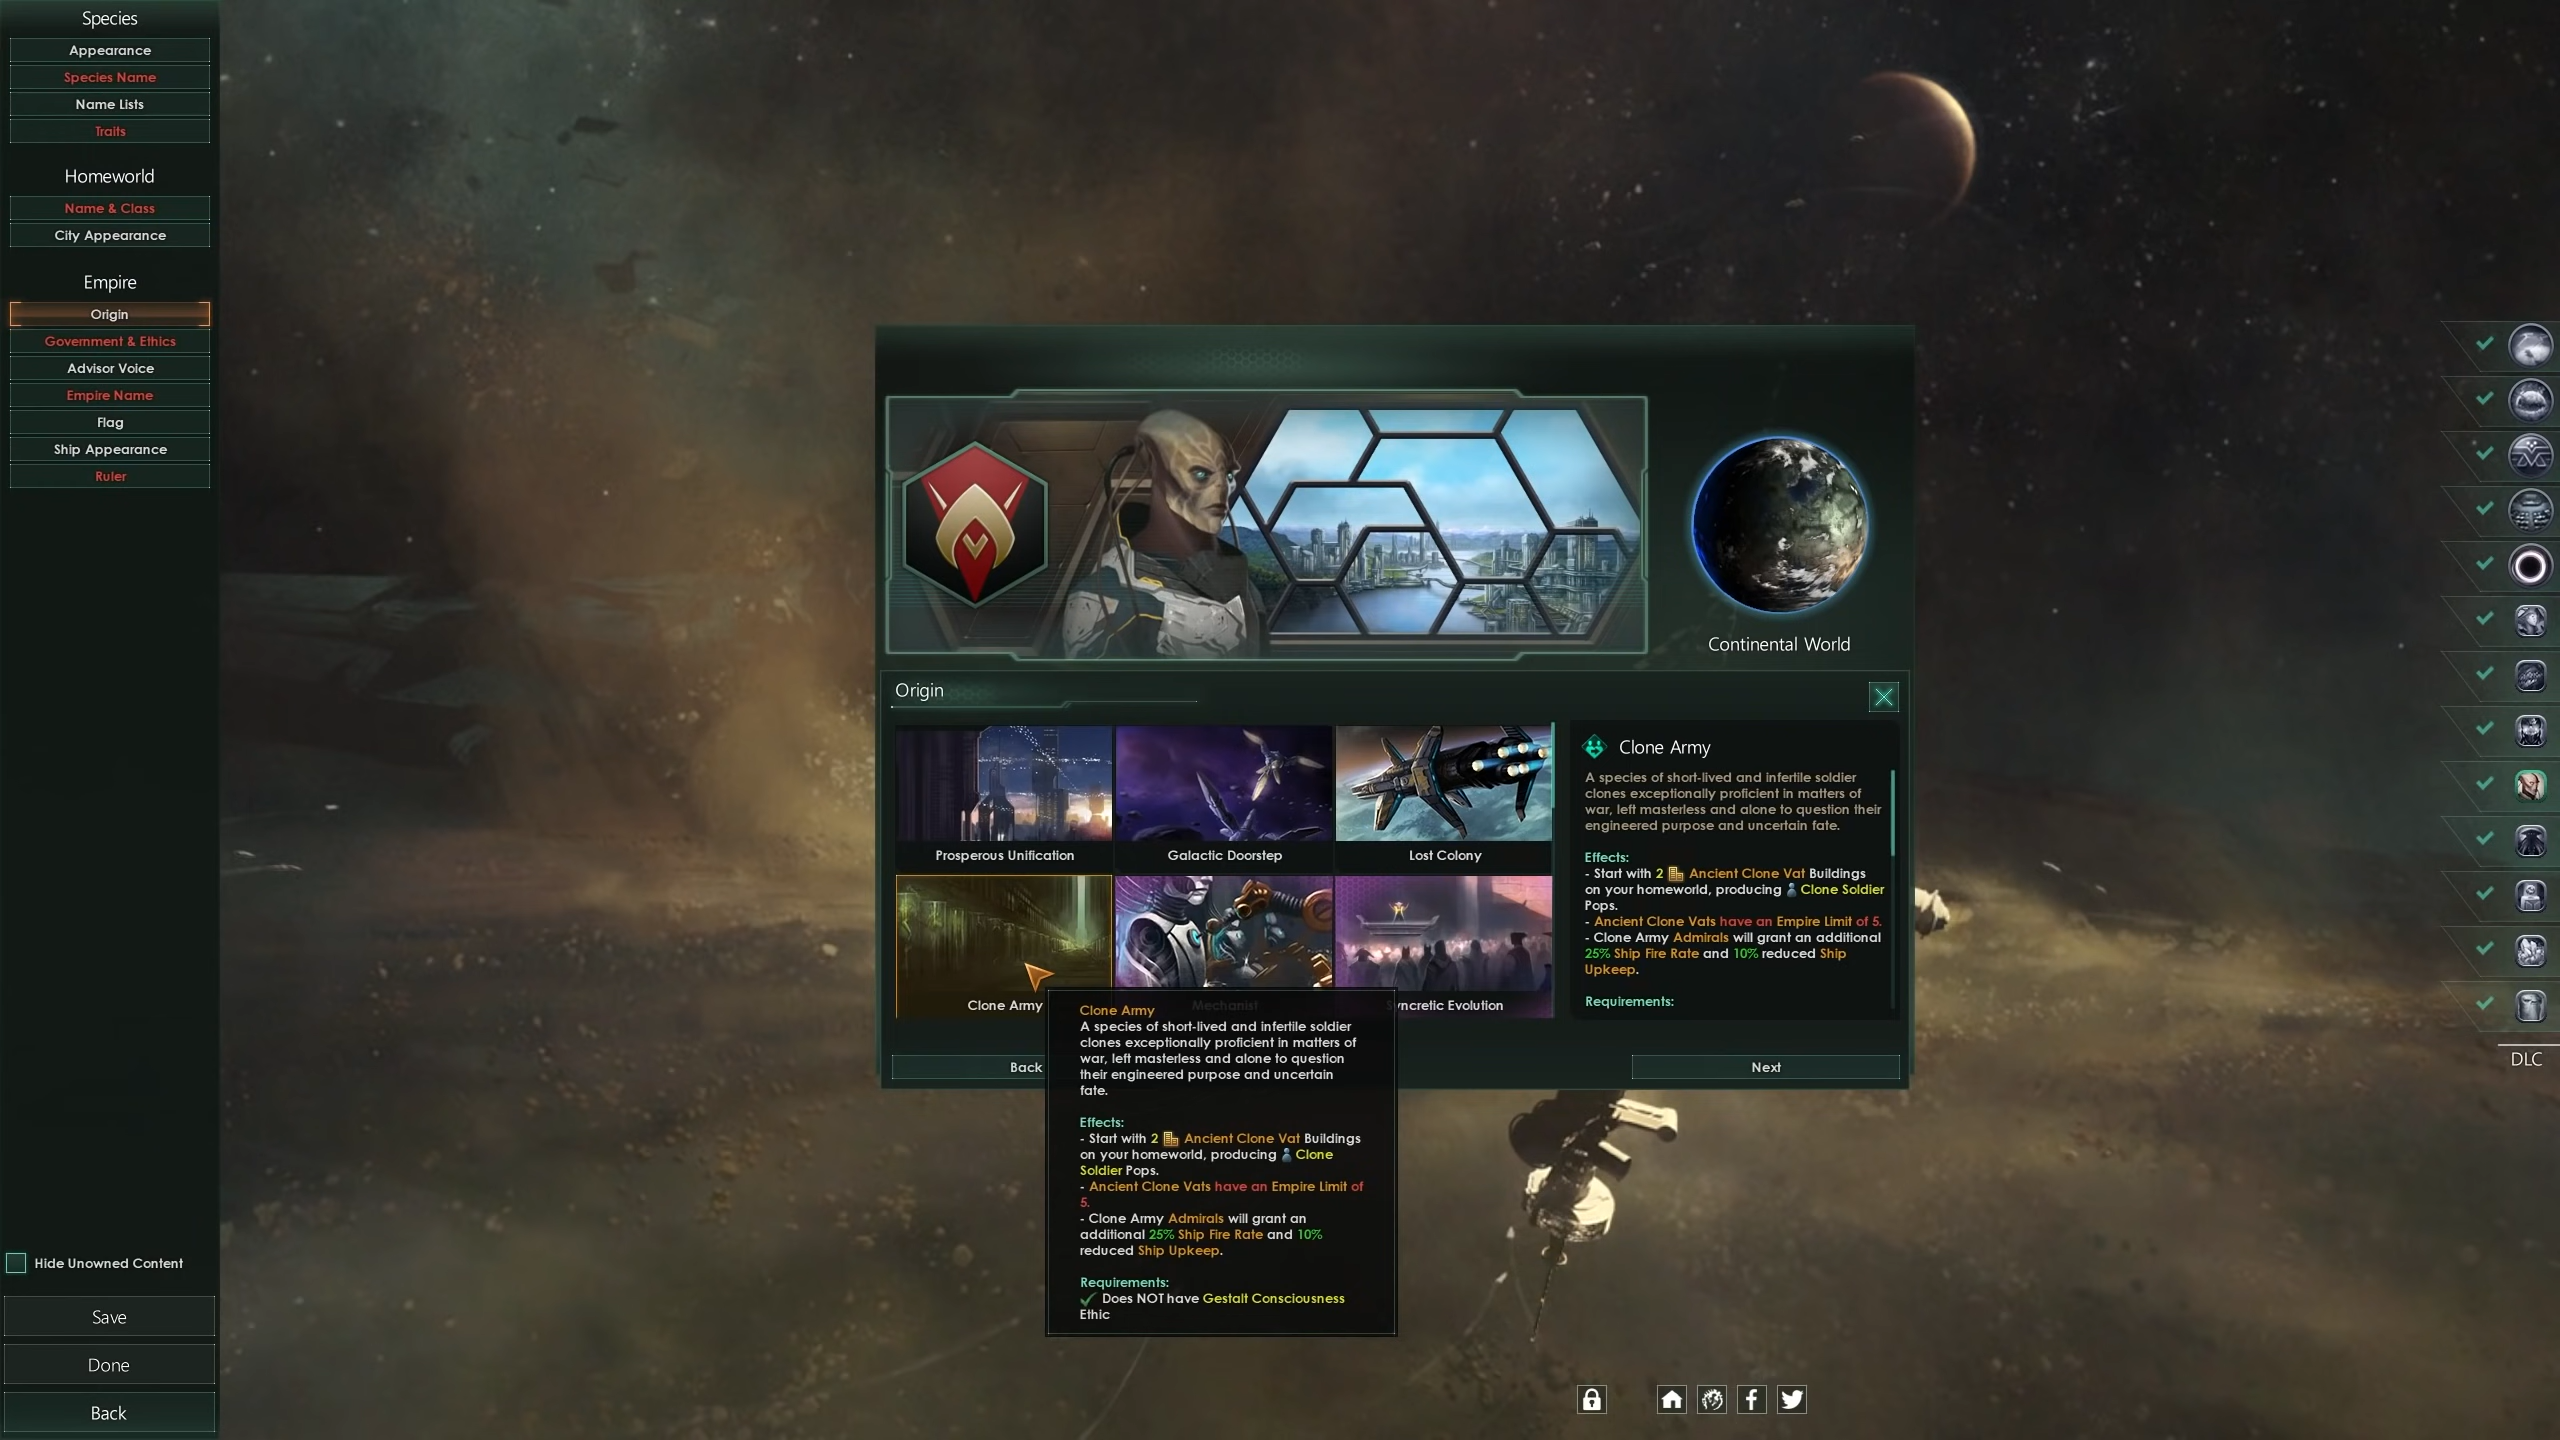 Species
Appearance
Species Name
Name Lists
Traits
Homeworld
Name & Class
City Appearance
Empire
Origin
Government & Ethics
Advisor Voice
Empire Name
Flag
Ship Appearance
Ruler
Hide Unowned Content
Save
Done
Back
Continental World
Origin
Prosperous Unification
Galactic Doorstep
Lost Colony
Clone Army
Mechanist
Syncretic Evolution
Back
Next
Clone Army
A species of short-lived and infertile soldier
clones exceptionally proficient in matters of
war, left masterless and alone to question their
engineered purpose and uncertain fate.
Effects:
- Start with 2 Ancient Clone Vat Buildings
on your homeworld, producing Clone Soldier
Pops.
- Ancient Clone Vats have an Empire Limit of 5.
- Clone Army Admirals will grant an additional
25% Ship Fire Rate and 10% reduced Ship
Upkeep.
Requirements:
Clone Army
A species of short-lived and infertile soldier
clones exceptionally proficient in matters of
war, left masterless and alone to question
their engineered purpose and uncertain
fate.
Effects:
- Start with 2 Ancient Clone Vat Buildings
on your homeworld, producing Clone
Soldier Pops.
- Ancient Clone Vats have an Empire Limit of
5.
- Clone Army Admirals will grant an
additional 25% Ship Fire Rate and 10%
reduced Ship Upkeep.
Requirements:
Does NOT have Gestalt Consciousness
Ethic
DLC